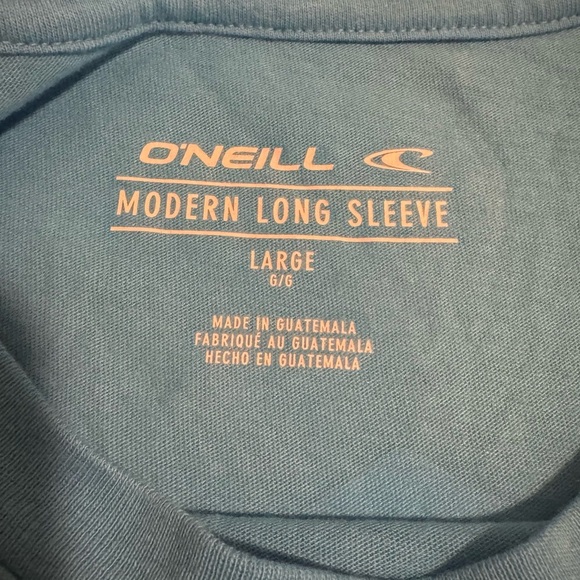 O'NEILL
MODERN LONG SLEEVE
LARGE
G/G
MADE IN GUATEMALA
FABRIQUÉ AU GUATEMALA
HECHO EN GUATEMALA